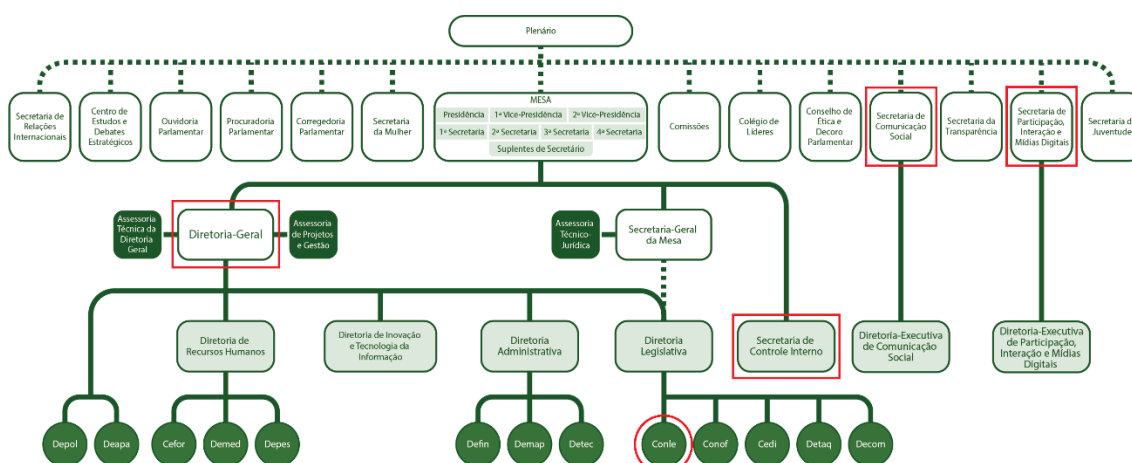 Plenário
Secretaria de
Relações
Internacionais
Centro de
Estudos e
Debates
Estratégicos
Ouvidoria
Parlamentar
Procuradoria
Parlamentar
Corregedoria
Parlamentar
Secretaria
da Mulher
MESA
Presidência 1ª Vice-Presidência 2ª Vice-Presidência
1ª Secretaria 2ª Secretaria 3ª Secretaria 4ª Secretaria
Suplentes de Secretário
Comissões
Colégio de
Líderes
Conselho de
Ética e
Decoro
Parlamentar
Secretaria de
Comunicação
Social
Secretaria da
Transparência
Secretaria de
Participação,
Interação e
Mídias Digitais
Secretaria da
Juventude
Assessoria
Técnica da
Diretoria
Geral
Diretoria-Geral
Assessoria
de Projetos
e Gestão
Assessoria
Técnico-
Jurídica
Secretaria-Geral
da Mesa
Diretoria de
Recursos Humanos
Diretoria de Inovação
e Tecnologia da
Informação
Diretoria
Administrativa
Diretoria
Legislativa
Secretaria de
Controle Interno
Diretoria-Executiva
de Comunicação
Social
Diretoria-Executiva
de Participação,
Interação e Mídias
Digitais
Depol
Deapa
Cefor
Demed
Depes
Defin
Demap
Detec
Conle
Conof
Cedi
Detaq
Decom